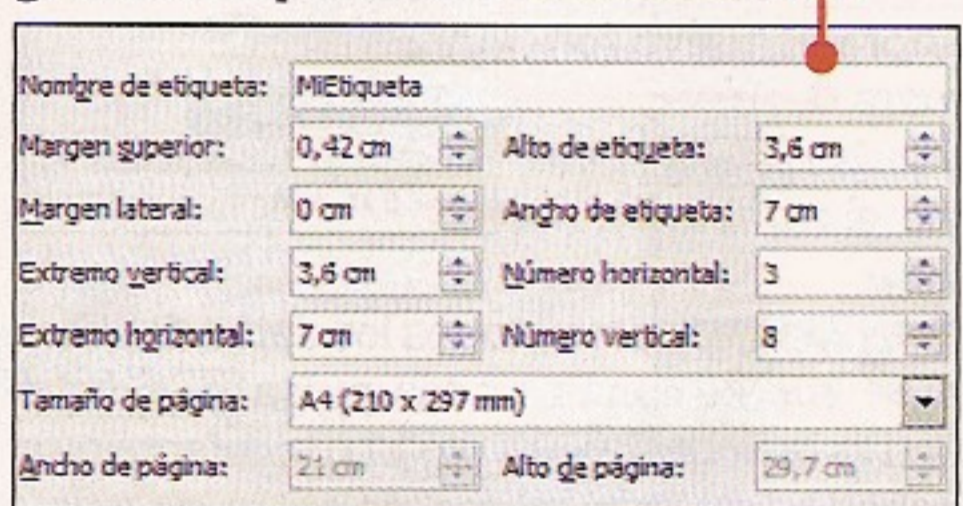 Nombre de etiqueta: MiEtiqueta
Margen superior: 0,42 cm Alto de etiqueta: 3,6 cm
Margen lateral: 0 cm Ancho de etiqueta: 7 cm
Extremo vertical: 3,6 cm Número horizontal: 3
Extremo horizontal: 7 cm Número vertical: 8
Tamaño de página: A4 (210 x 297 mm)
Ancho de página: 21 cm Alto de página: 29,7 cm